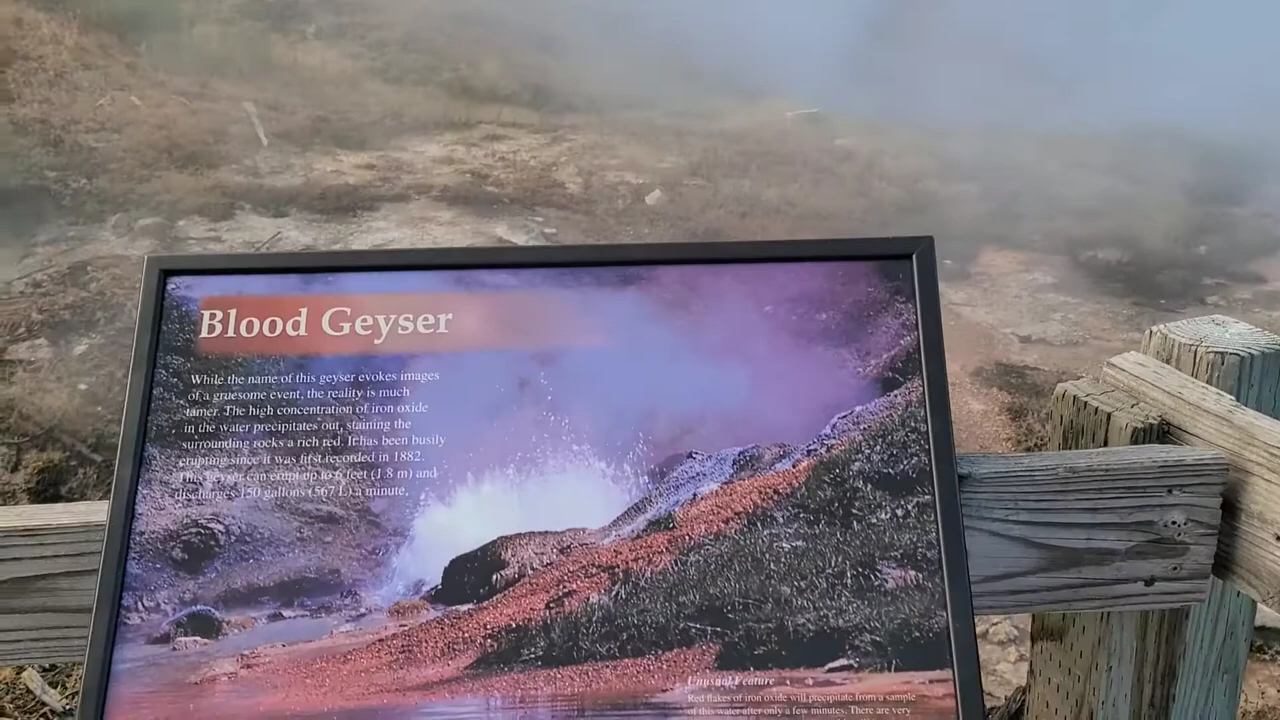 Blood Geyser
While the name of this geyser evokes images
of a gruesome event, the reality is much
tamer. The high concentration of iron oxide
in the water precipitates out, staining the
surrounding rocks a rich red. It has been busily
erupting since it was first recorded in 1882.
This geyser can erupt up to 6 feet (1.8 m) and
discharges 150 gallons (567 L) a minute.
Unusual Feature
Red flakes of iron oxide will precipitate from a sample
of this water after only a few minutes. There are very